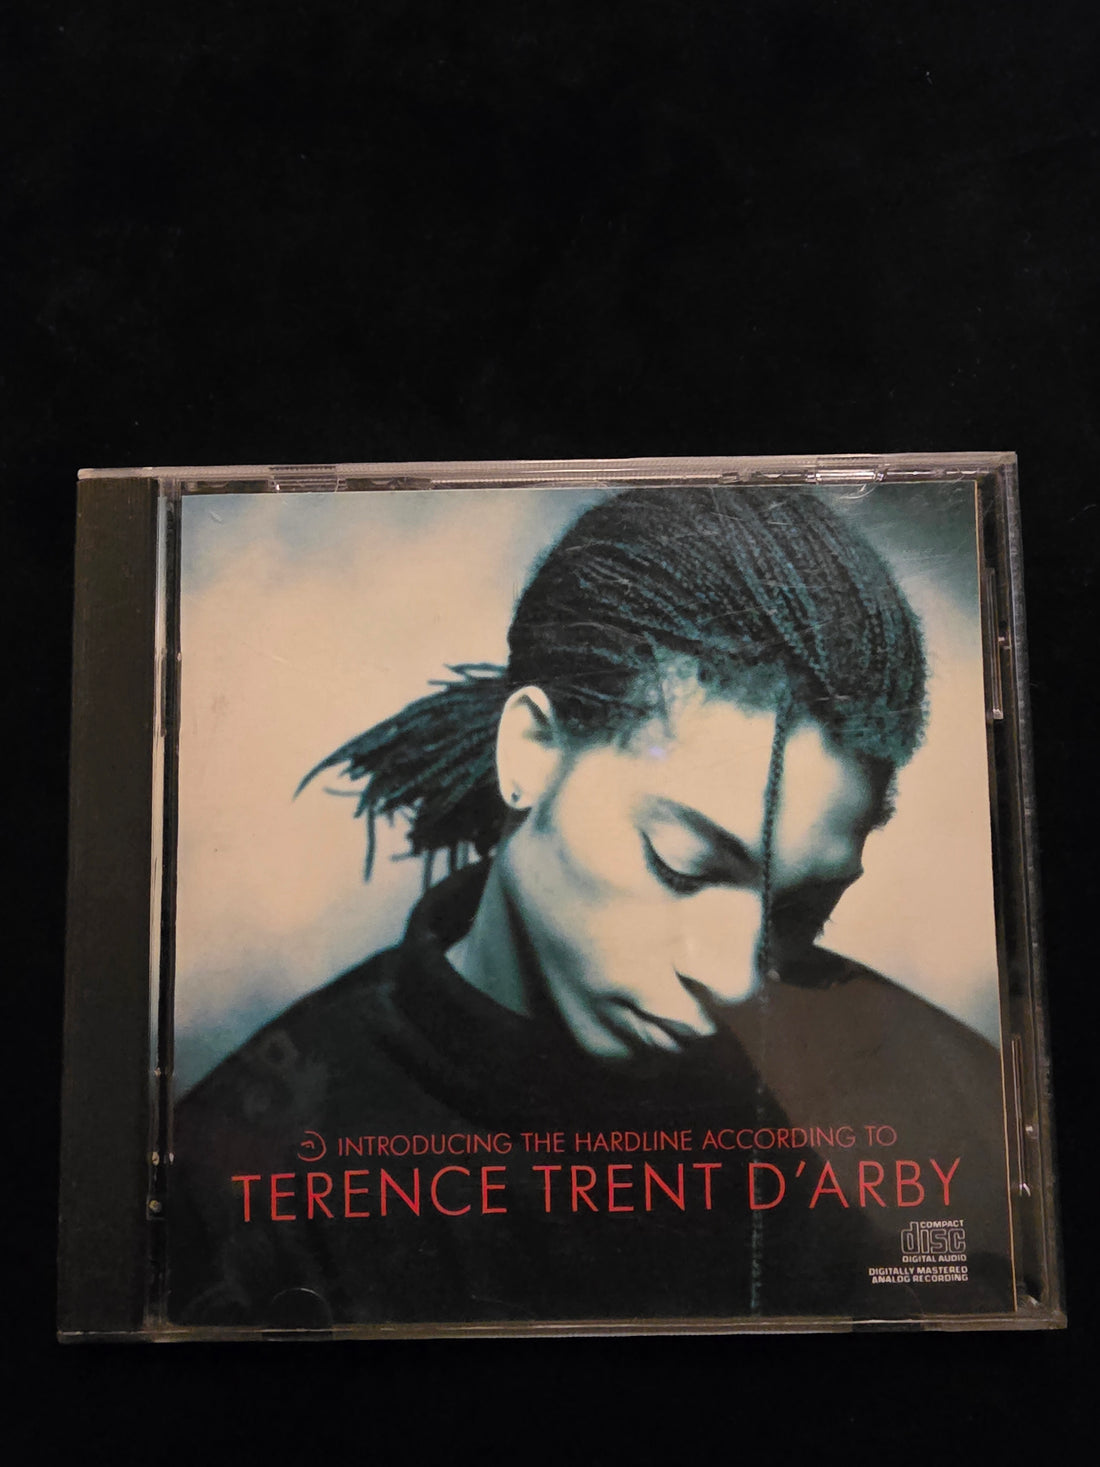 INTRODUCING THE HARDLINE ACCORDING TO
TERENCE TRENT D'ARBY
COMPACT
disc
DIGITAL AUDIO
DIGITALLY MASTERED
ANALOG RECORDING